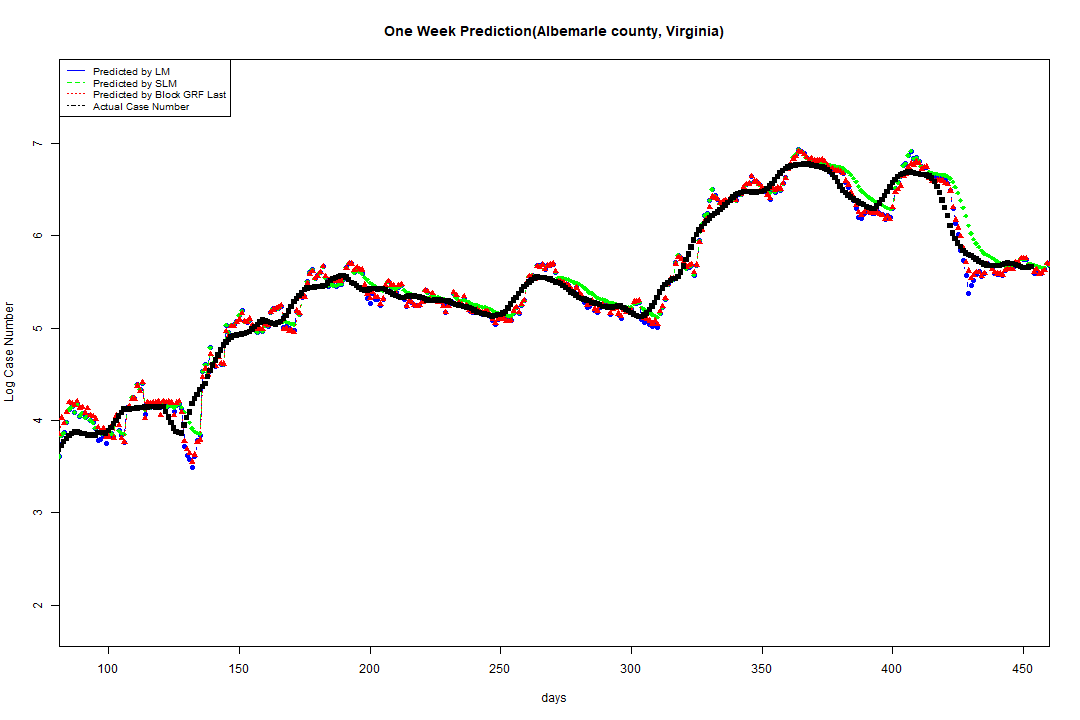 One Week Prediction(Albemarle county, Virginia)
Predicted by LM
Predicted by SLM
Predicted by Block GRF Last
Actual Case Number
7
6
5
4
3
2
Log Case Number
100 150 200 250 300 350 400 450
days